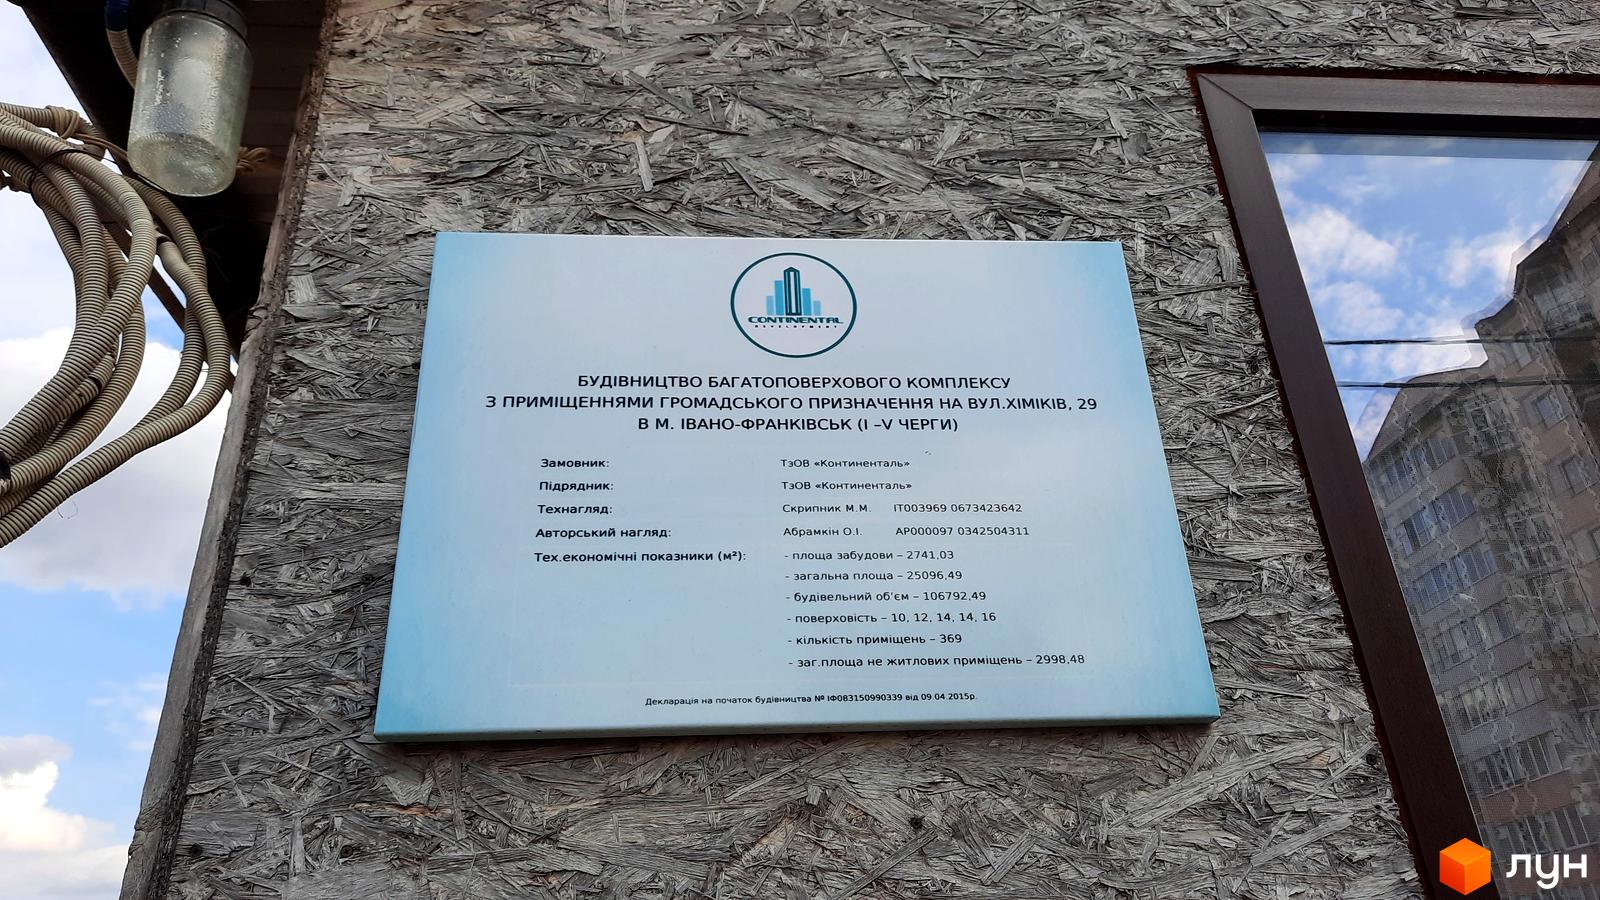 CONTINENTAL
DEVELOPMENT
БУДІВНИЦТВО БАГАТОПОВЕРХОВОГО КОМПЛЕКСУ
З ПРИМІЩЕННЯМИ ГРОМАДСЬКОГО ПРИЗНАЧЕННЯ НА ВУЛ.ХІМІКІВ, 29
В М. ІВАНО-ФРАНКІВСЬК (І –V ЧЕРГИ)
Замовник: ТзОВ «Континенталь»
Підрядник: ТзОВ «Континенталь»
Технагляд: Скрипник М.М. ІТ003969 0673423642
Авторський нагляд: Абрамкін О.І. АР000097 0342504311
Тех.економічні показники (м²): - площа забудови – 2741,03
- загальна площа – 25096,49
- будівельний об'єм – 106792,49
- поверховість – 10, 12, 14, 14, 16
- кількість приміщень – 369
- заг.площа не житлових приміщень – 2998,48
Декларація на початок будівництва № ІФ083150990339 від 09.04.2015р.
лун